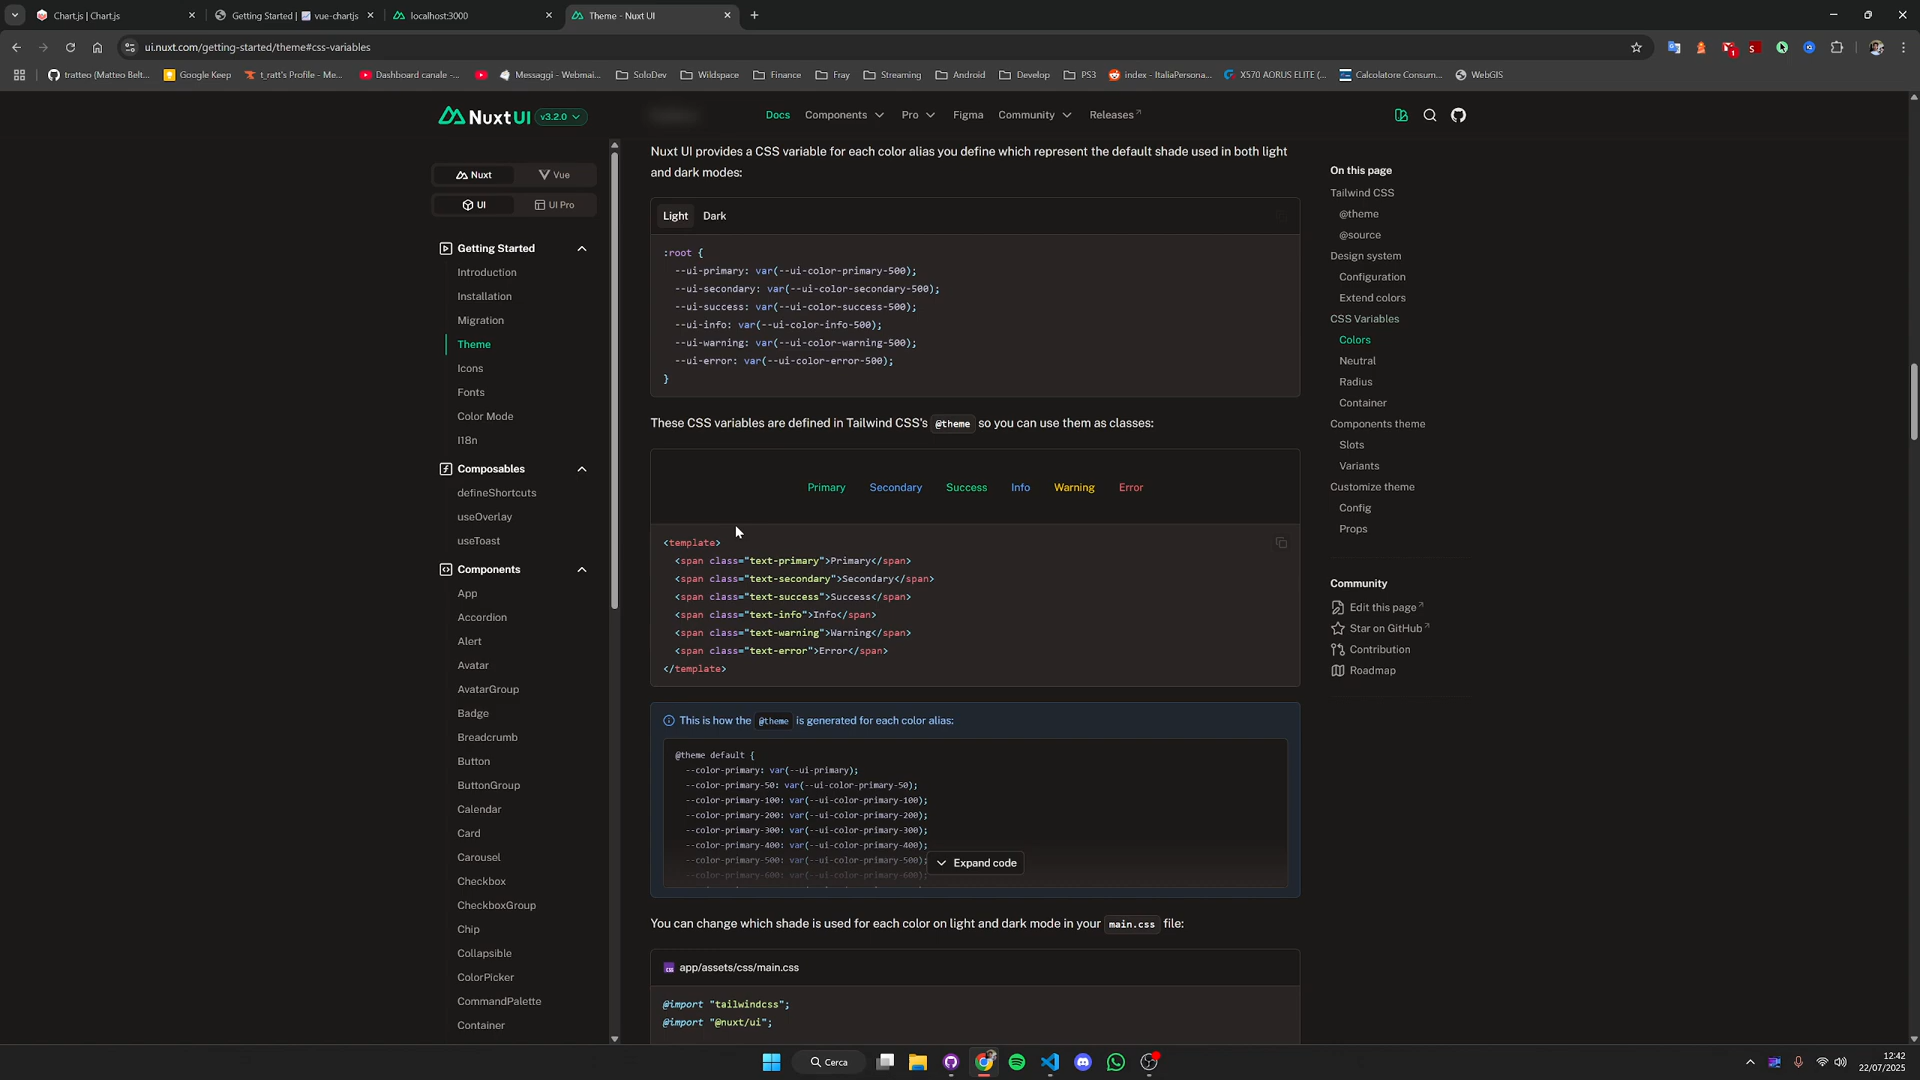 Chart.js | Chart.js
Getting Started | vue-chartjs
localhost:3000
Theme - Nuxt UI
ui.nuxt.com/getting-started/theme#css-variables
tratteo (Matteo Belt...
Google Keep
t_ratt's Profile - Me...
Dashboard canale -...
Messaggi - Webmai...
SoloDev
Wildspace
Finance
Fray
Streaming
Android
Develop
PS3
index - ItaliaPersona...
X570 AORUS ELITE (...
Calcolatore Consum...
WebGIS
NuxtUI
v3.2.0
Docs
Components
Pro
Figma
Community
Releases
Nuxt
Vue
UI
UI Pro
Getting Started
Introduction
Installation
Migration
Theme
Icons
Fonts
Color Mode
I18n
Composables
defineShortcuts
useOverlay
useToast
Components
App
Accordion
Alert
Avatar
AvatarGroup
Badge
Breadcrumb
Button
ButtonGroup
Calendar
Card
Carousel
Checkbox
CheckboxGroup
Chip
Collapsible
ColorPicker
CommandPalette
Container
Nuxt UI provides a CSS variable for each color alias you define which represent the default shade used in both light
and dark modes:
Light
Dark
:root {
--ui-primary: var(--ui-color-primary-500);
--ui-secondary: var(--ui-color-secondary-500);
--ui-success: var(--ui-color-success-500);
--ui-info: var(--ui-color-info-500);
--ui-warning: var(--ui-color-warning-500);
--ui-error: var(--ui-color-error-500);
}
These CSS variables are defined in Tailwind CSS's @theme so you can use them as classes:
Primary
Secondary
Success
Info
Warning
Error
<template>
<span class="text-primary">Primary</span>
<span class="text-secondary">Secondary</span>
<span class="text-success">Success</span>
<span class="text-info">Info</span>
<span class="text-warning">Warning</span>
<span class="text-error">Error</span>
</template>
This is how the @theme is generated for each color alias:
@theme default {
--color-primary: var(--ui-primary);
--color-primary-50: var(--ui-color-primary-50);
--color-primary-100: var(--ui-color-primary-100);
--color-primary-200: var(--ui-color-primary-200);
--color-primary-300: var(--ui-color-primary-300);
--color-primary-400: var(--ui-color-primary-400);
--color-primary-500: var(--ui-color-primary-500);
--color-primary-600: var(--ui-color-primary-600);
Expand code
You can change which shade is used for each color on light and dark mode in your main.css file:
app/assets/css/main.css
@import "tailwindcss";
@import "@nuxt/ui";
On this page
Tailwind CSS
@theme
@source
Design system
Configuration
Extend colors
CSS Variables
Colors
Neutral
Radius
Container
Components theme
Slots
Variants
Customize theme
Config
Props
Community
Edit this page
Star on GitHub
Contribution
Roadmap
Cerca
12:42
22/07/2025